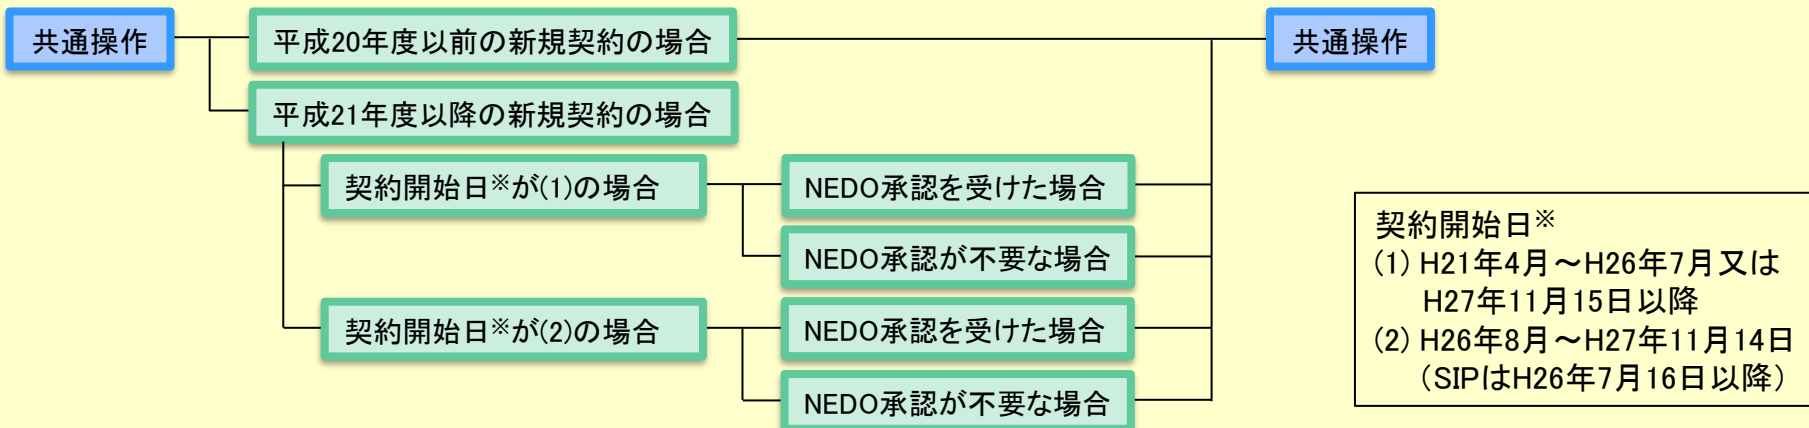 共通操作
平成20年度以前の新規契約の場合
共通操作
平成21年度以降の新規契約の場合
契約開始日※が(1)の場合
NEDO承認を受けた場合
NEDO承認が不要な場合
契約開始日※が(2)の場合
NEDO承認を受けた場合
NEDO承認が不要な場合
契約開始日※
(1) H21年4月～H26年7月又は
H27年11月15日以降
(2) H26年8月～H27年11月14日
（SIPはH26年7月16日以降）